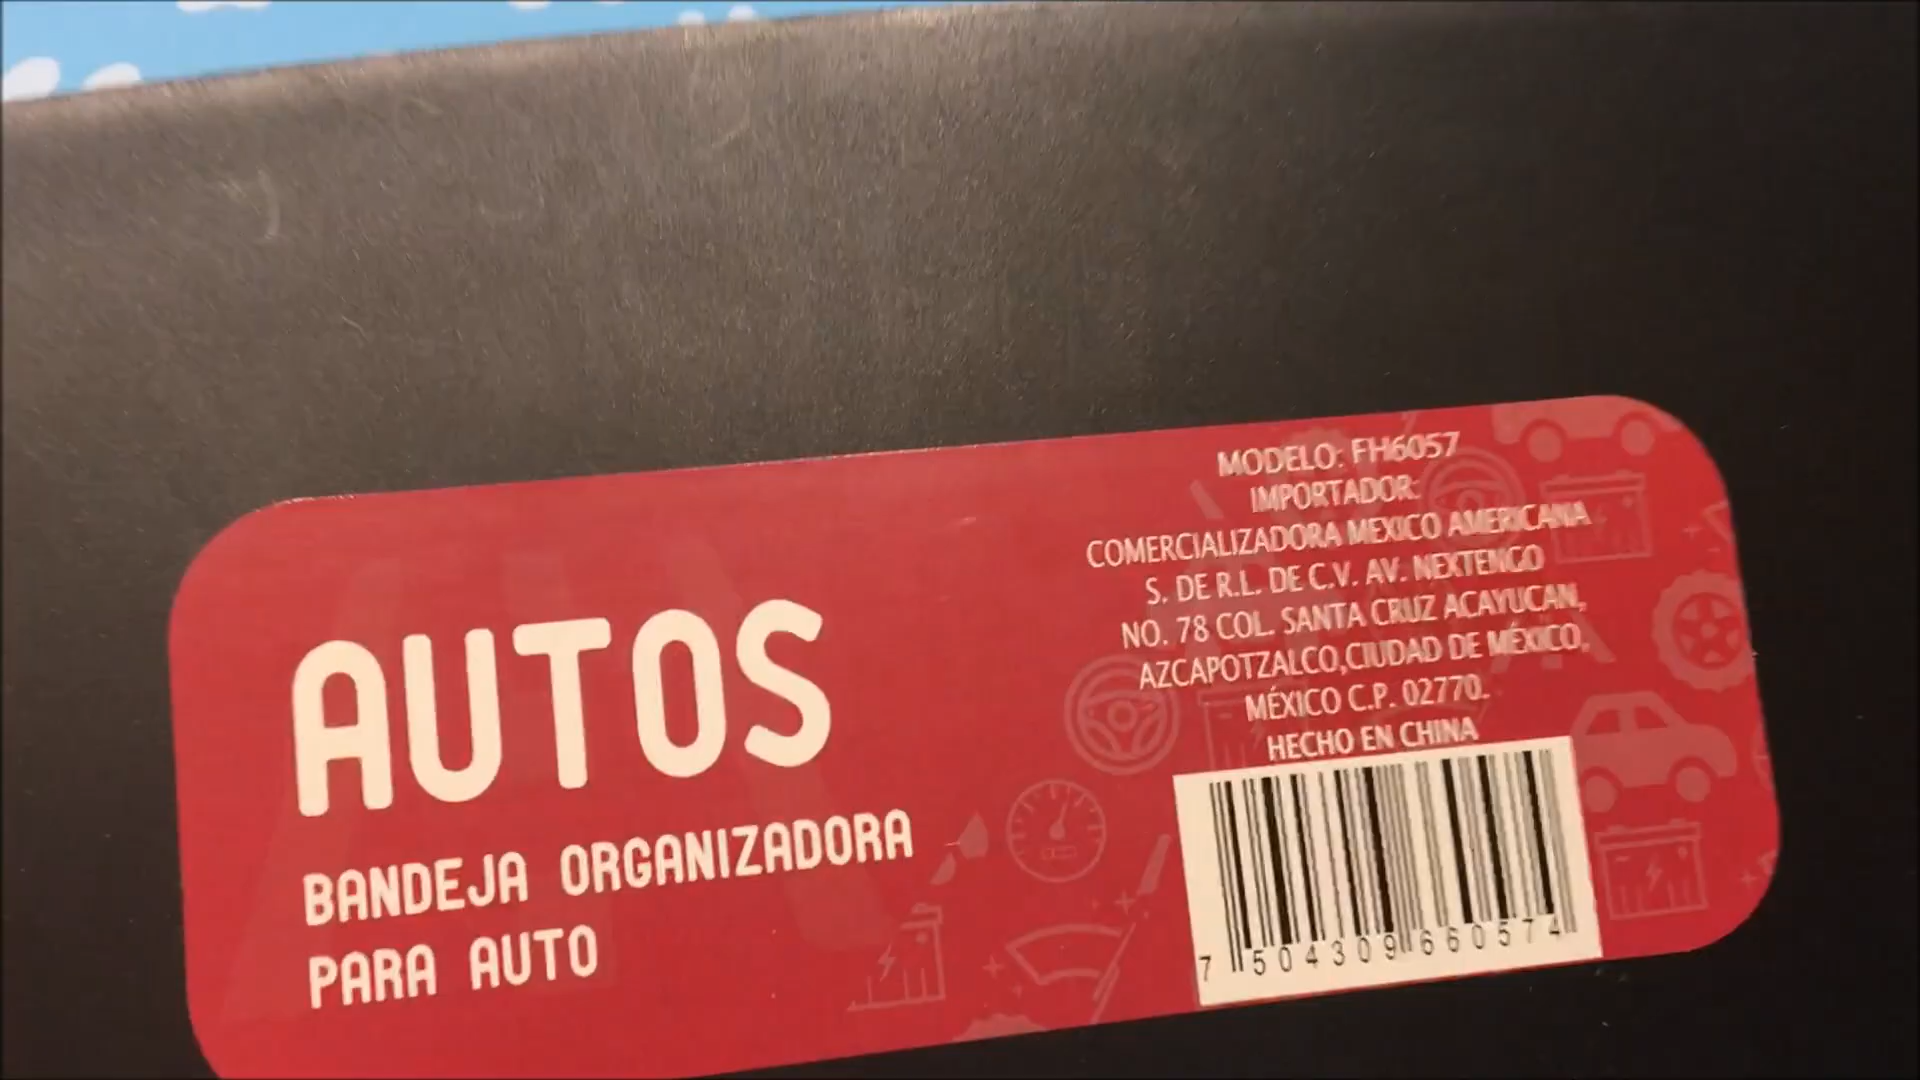 AUTOS
BANDEJA ORGANIZADORA
PARA AUTO
MODELO: FH6057
IMPORTADOR:
COMERCIALIZADORA MEXICO AMERICANA
S. DE R.L. DE C.V. AV. NEXTENGO
NO. 78 COL. SANTA CRUZ ACAYUCAN,
AZCAPOTZALCO,CIUDAD DE MÉXICO,
MÉXICO C.P. 02770.
HECHO EN CHINA
7 504309 660574